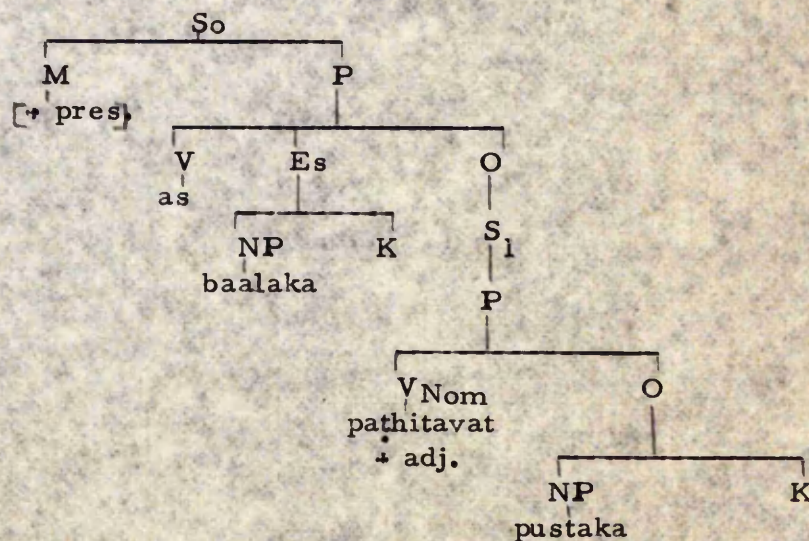 So
M P
[+ pres].
V Es O
as
S1
NP K
baalaka
P
VNom O
pathitavat
+ adj.
NP K
pustaka